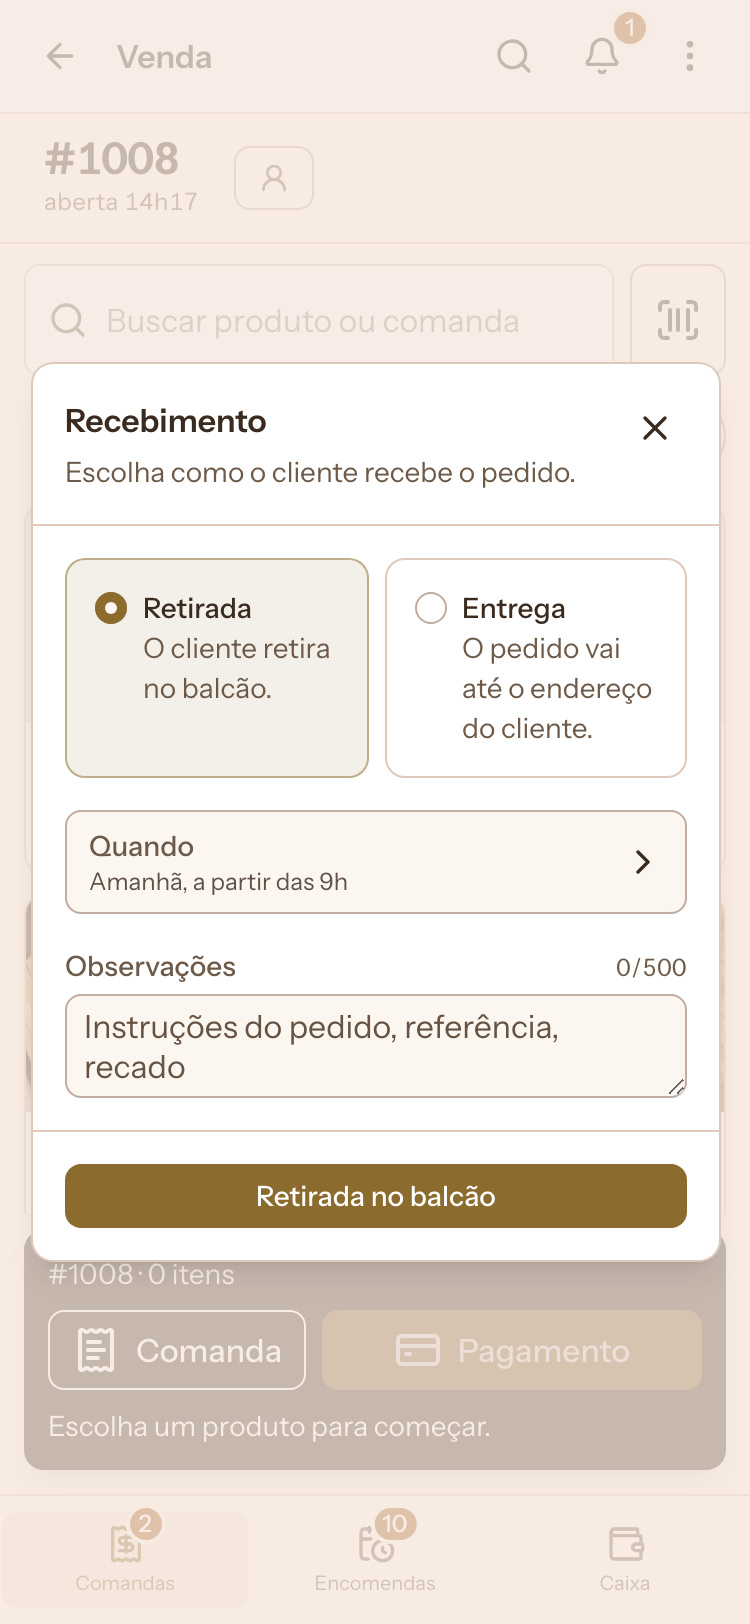 Venda
1
#1008
aberta 14h17
Buscar produto ou comanda
Recebimento
Escolha como o cliente recebe o pedido.
Retirada
O cliente retira
no balcão.
Entrega
O pedido vai
até o endereço
do cliente.
Quando
Amanhã, a partir das 9h
Observações
0/500
Instruções do pedido, referência,
recado
Retirada no balcão
#1008 · 0 itens
Comanda
Pagamento
Escolha um produto para começar.
2
Comandas
10
Encomendas
Caixa